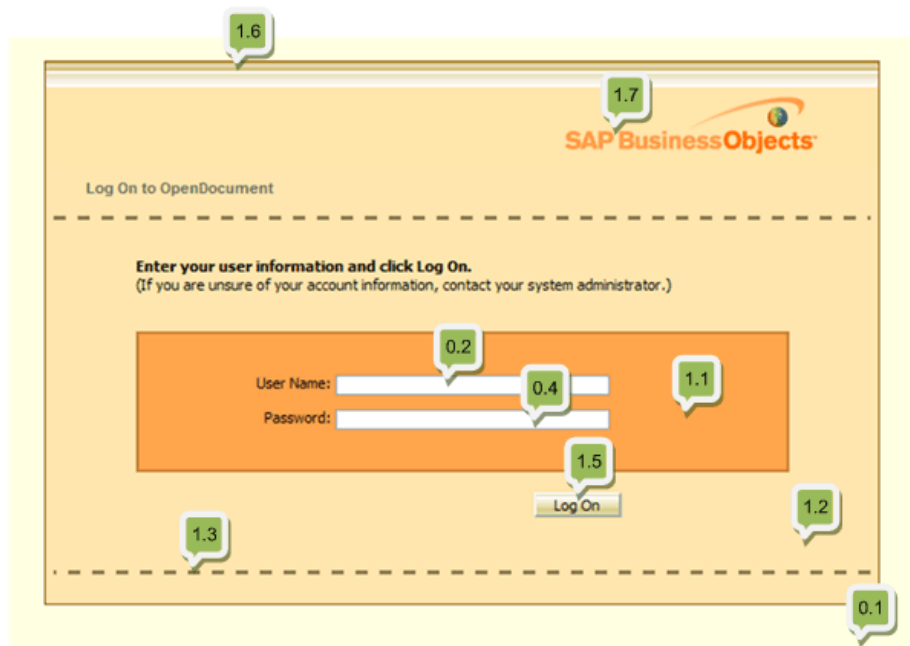 1.6
1.7
SAP BusinessObjects
Log On to OpenDocument
Enter your user information and click Log On.
(If you are unsure of your account information, contact your system administrator.)
0.2
User Name:
0.4
1.1
Password:
1.5
Log On
1.2
1.3
0.1